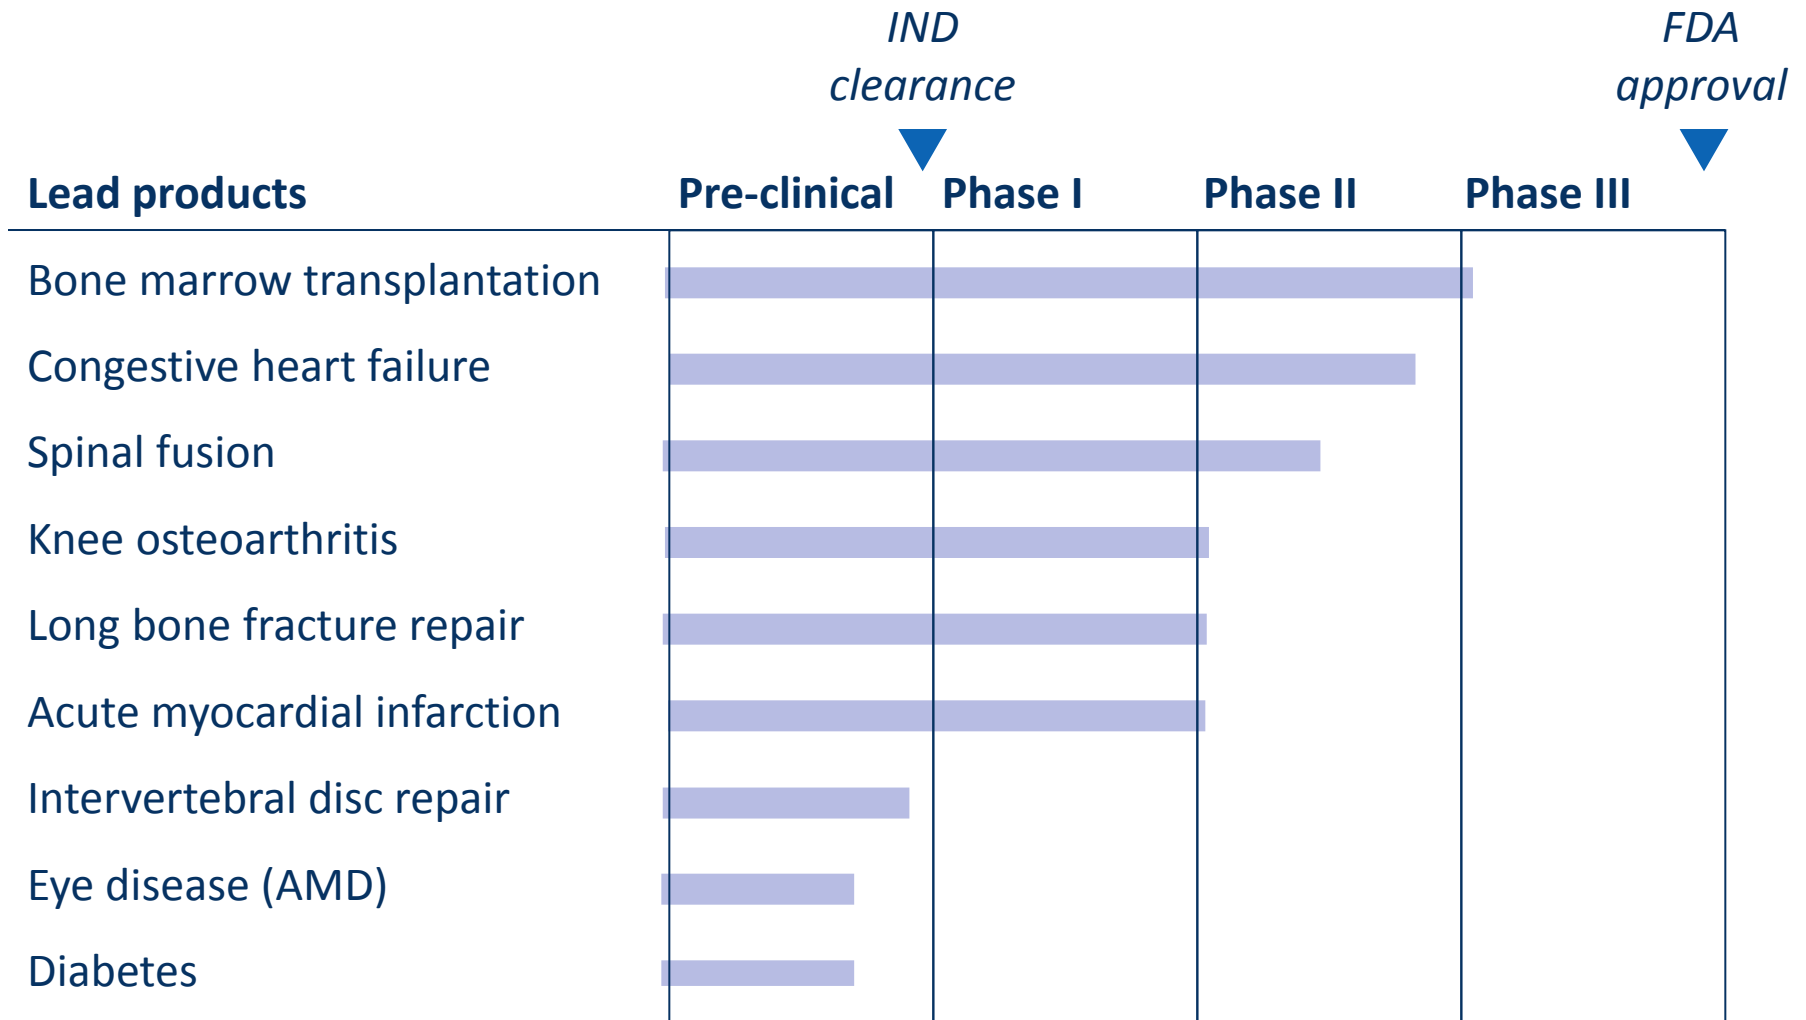 IND
clearance
FDA
approval
Lead products
Pre-clinical
Phase I
Phase II
Phase III
Bone marrow transplantation
Congestive heart failure
Spinal fusion
Knee osteoarthritis
Long bone fracture repair
Acute myocardial infarction
Intervertebral disc repair
Eye disease (AMD)
Diabetes